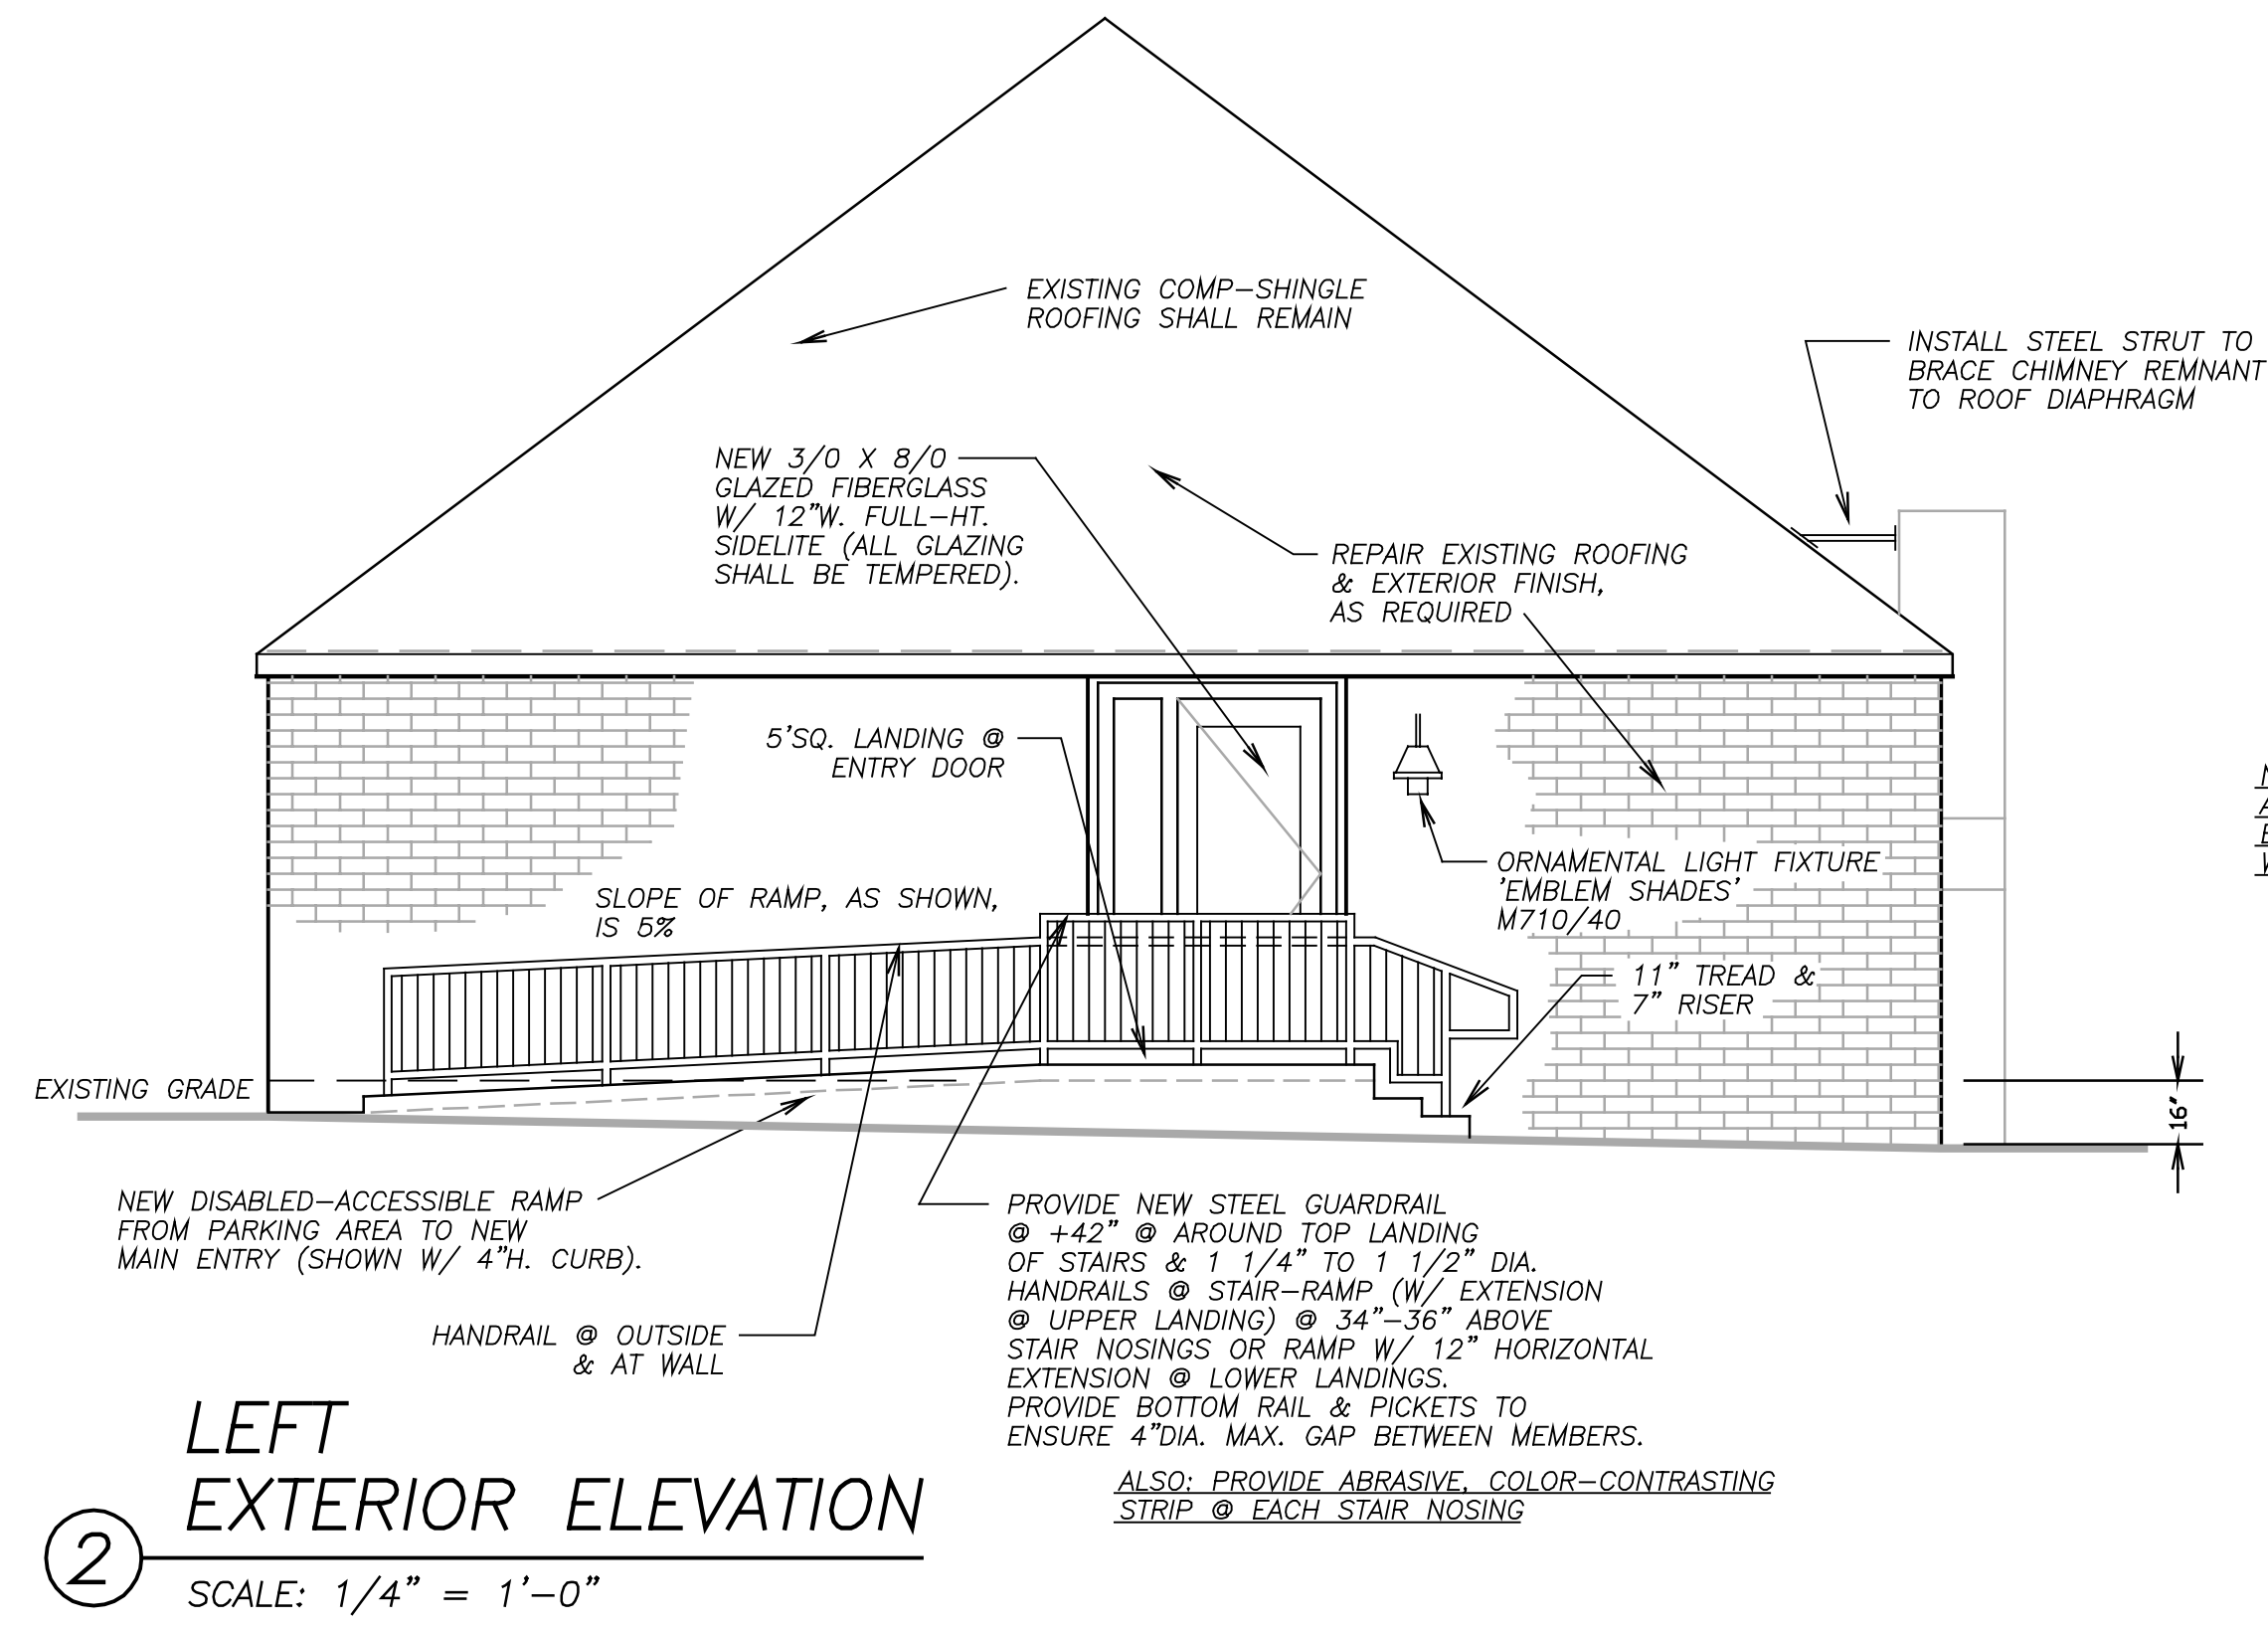 EXISTING COMP-SHINGLE
ROOFING SHALL REMAIN
INSTALL STEEL STRUT TO
BRACE CHIMNEY REMNANT
TO ROOF DIAPHRAGM
NEW 3/0 X 8/0
GLAZED FIBERGLASS
W/ 12"W. FULL-HT.
SIDELITE (ALL GLAZING
SHALL BE TEMPERED).
REPAIR EXISTING ROOFING
& EXTERIOR FINISH,
AS REQUIRED
5'SQ. LANDING @
ENTRY DOOR
ORNAMENTAL LIGHT FIXTURE
'EMBLEM SHADES'
M710/40
SLOPE OF RAMP, AS SHOWN,
IS 5%
11" TREAD &
7" RISER
EXISTING GRADE
16"
NEW DISABLED-ACCESSIBLE RAMP
FROM PARKING AREA TO NEW
MAIN ENTRY (SHOWN W/ 4"H. CURB).
HANDRAIL @ OUTSIDE
& AT WALL
PROVIDE NEW STEEL GUARDRAIL
@ +42" @ AROUND TOP LANDING
OF STAIRS & 1 1/4" TO 1 1/2" DIA.
HANDRAILS @ STAIR-RAMP (W/ EXTENSION
@ UPPER LANDING) @ 34"-36" ABOVE
STAIR NOSINGS OR RAMP W/ 12" HORIZONTAL
EXTENSION @ LOWER LANDINGS.
PROVIDE BOTTOM RAIL & PICKETS TO
ENSURE 4"DIA. MAX. GAP BETWEEN MEMBERS.
ALSO: PROVIDE ABRASIVE, COLOR-CONTRASTING
STRIP @ EACH STAIR NOSING
LEFT
EXTERIOR ELEVATION
2
SCALE: 1/4" = 1'-0"